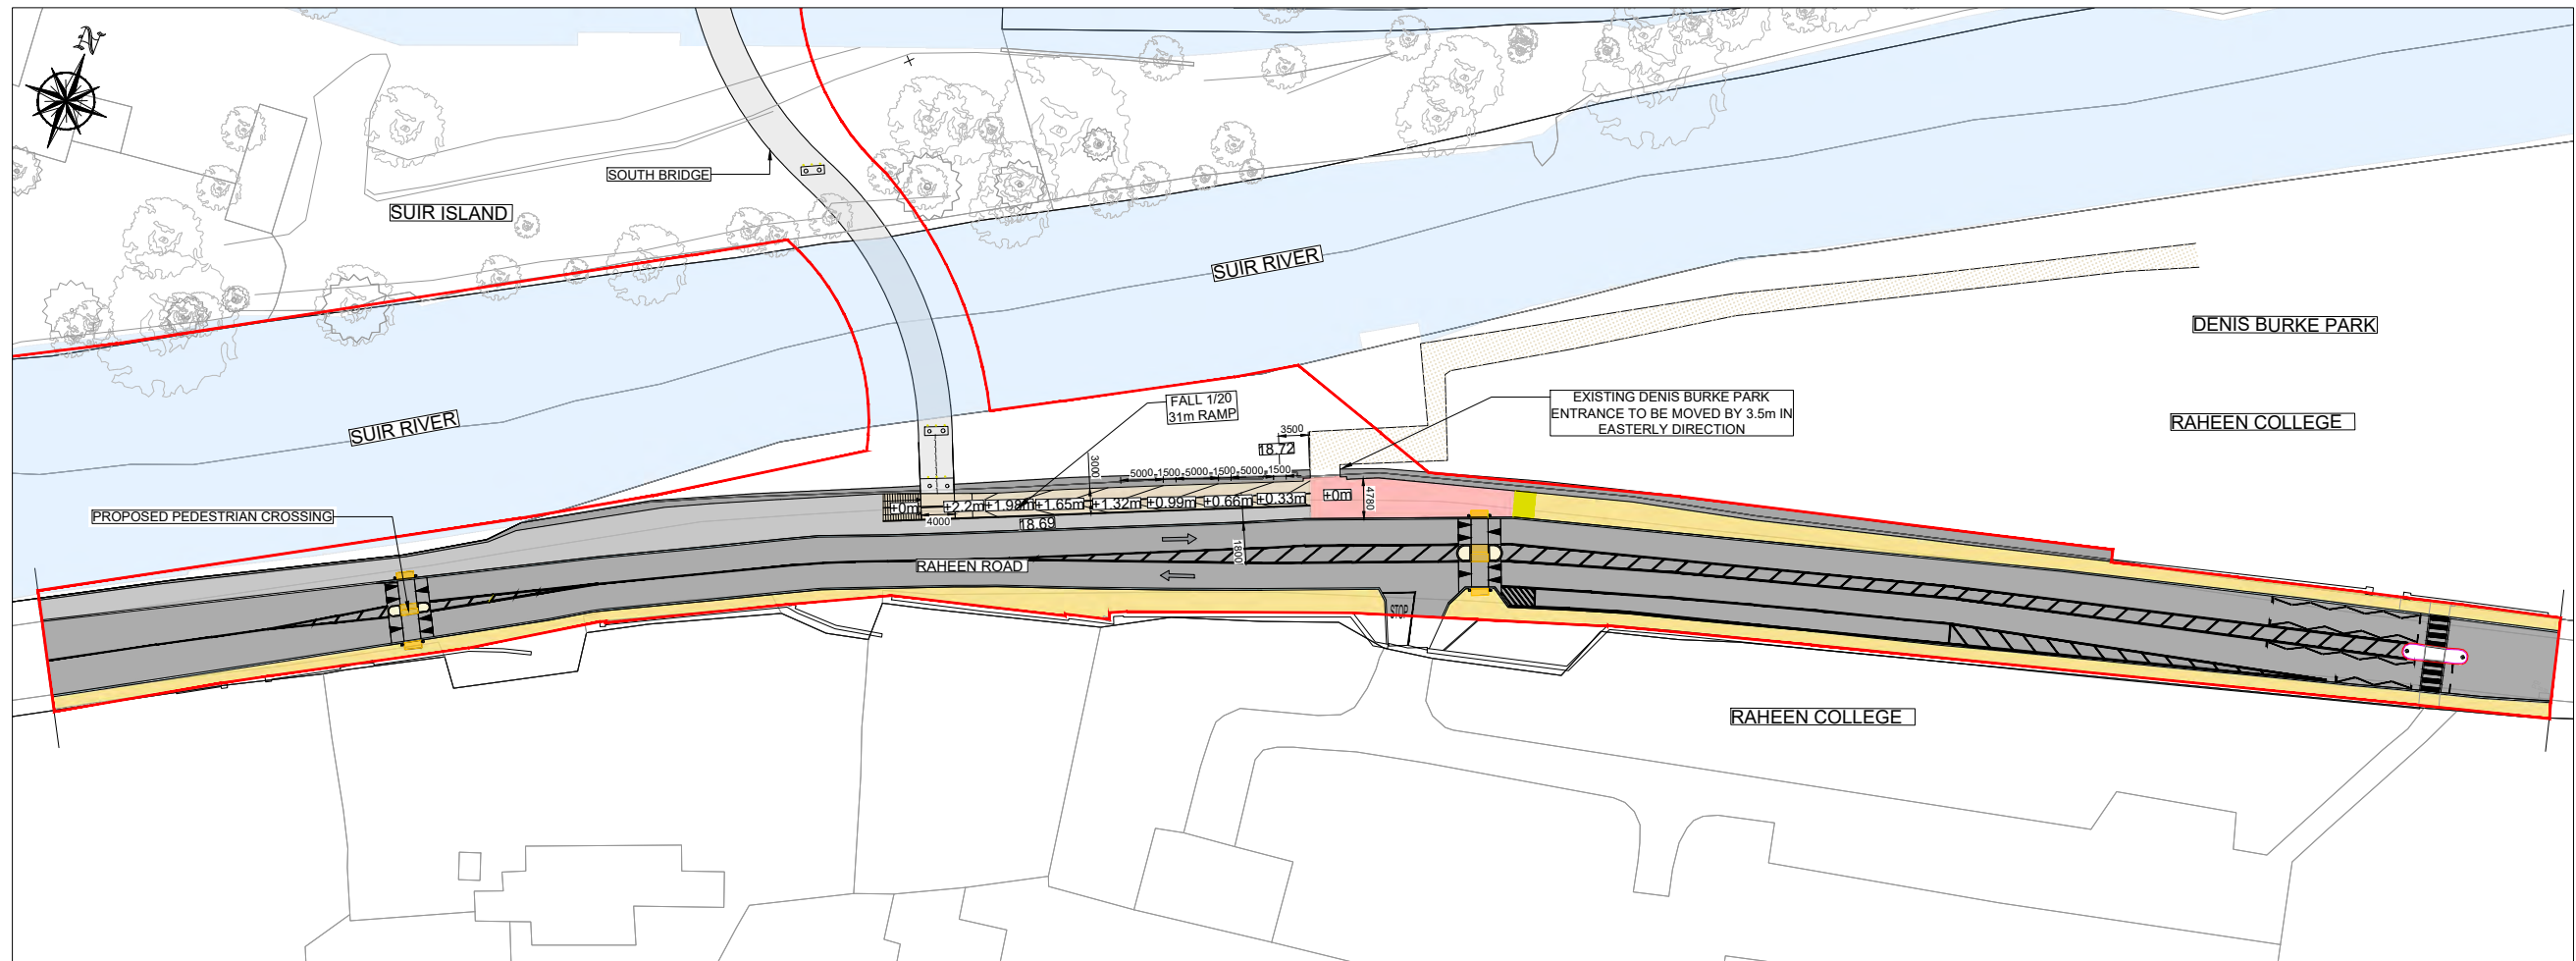 N
SOUTH BRIDGE
SUIR ISLAND
SUIR RIVER
DENIS BURKE PARK
FALL 1/20
31m RAMP
EXISTING DENIS BURKE PARK
ENTRANCE TO BE MOVED BY 3.5m IN
EASTERLY DIRECTION
SUIR RIVER
RAHEEN COLLEGE
3500
18.72
3000
5000 1500 5000 1500 5000 1500
+0m
+2.2m
+1.98m
+1.65m
+1.32m
+0.99m
+0.66m
+0.33m
+0m
4780
PROPOSED PEDESTRIAN CROSSING
4000
18.69
1800
RAHEEN ROAD
STOP
RAHEEN COLLEGE